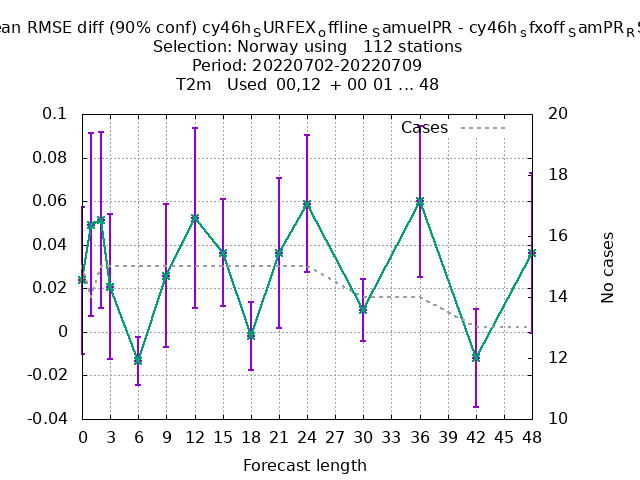 ean RMSE diff (90% conf) cy46hSURFEXoffline SamuelPR - cy46hsfxoffSamPRRS
Selection: Norway using 112 stations
Period: 20220702-20220709
T2m Used 00,12 + 00 01 ... 48
0.1
0.08
0.06
0.04
0.02
0
-0.02
-0.04
Cases
20
18
16
14
12
10
No cases
0 3 6 9 12 15 18 21 24 27 30 33 36 39 42 45 48
Forecast length